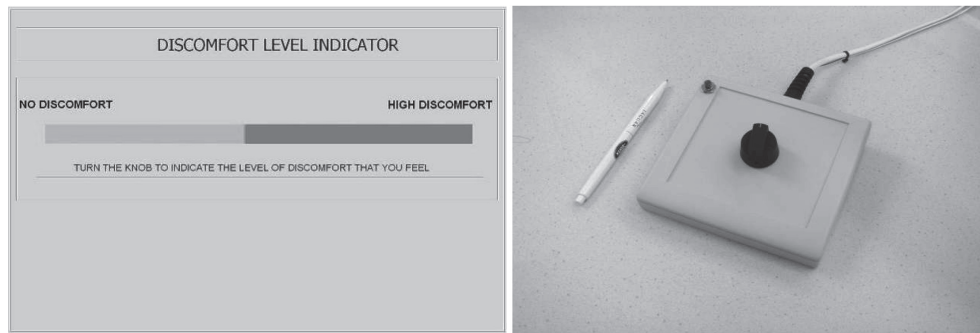 DISCOMFORT LEVEL INDICATOR
NO DISCOMFORT
HIGH DISCOMFORT
TURN THE KNOB TO INDICATE THE LEVEL OF DISCOMFORT THAT YOU FEEL